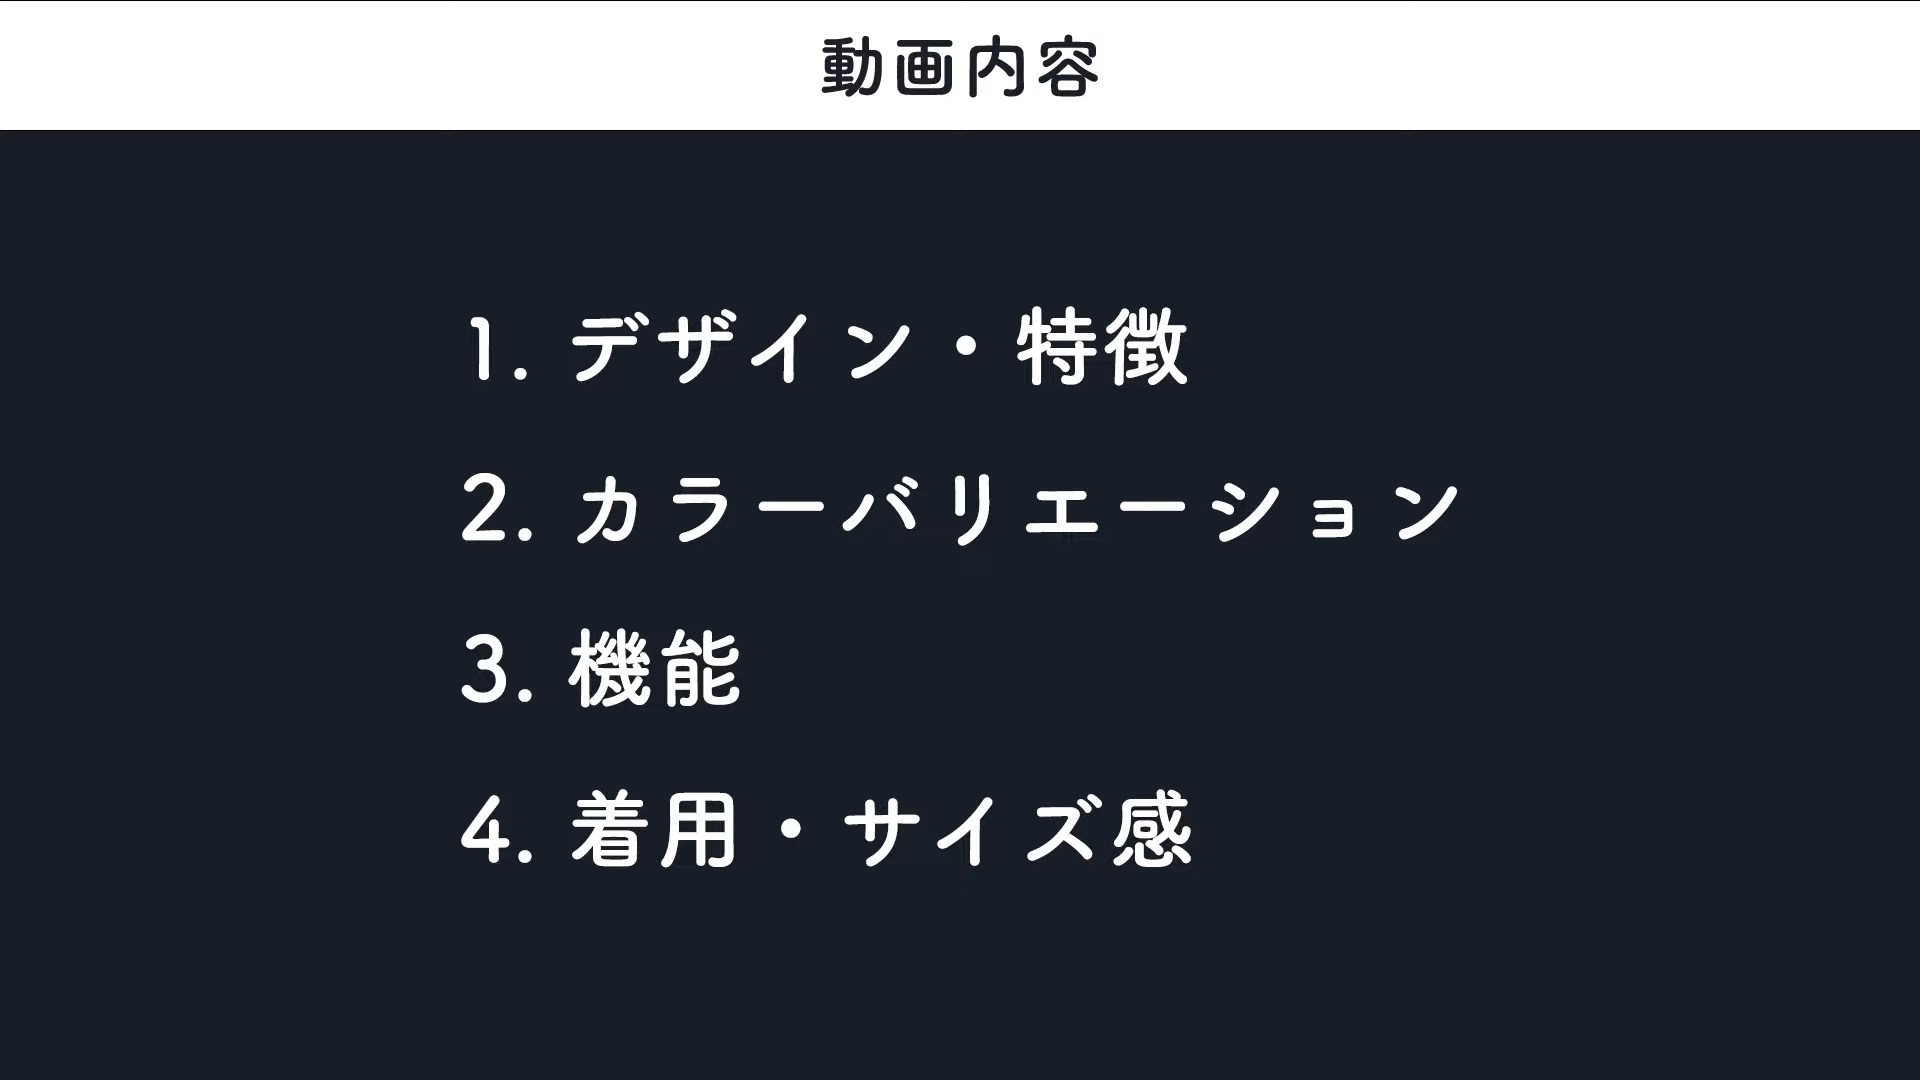 動画内容
1. デザイン・特徴
2. カラーバリエーション
3. 機能
4. 着用・サイズ感